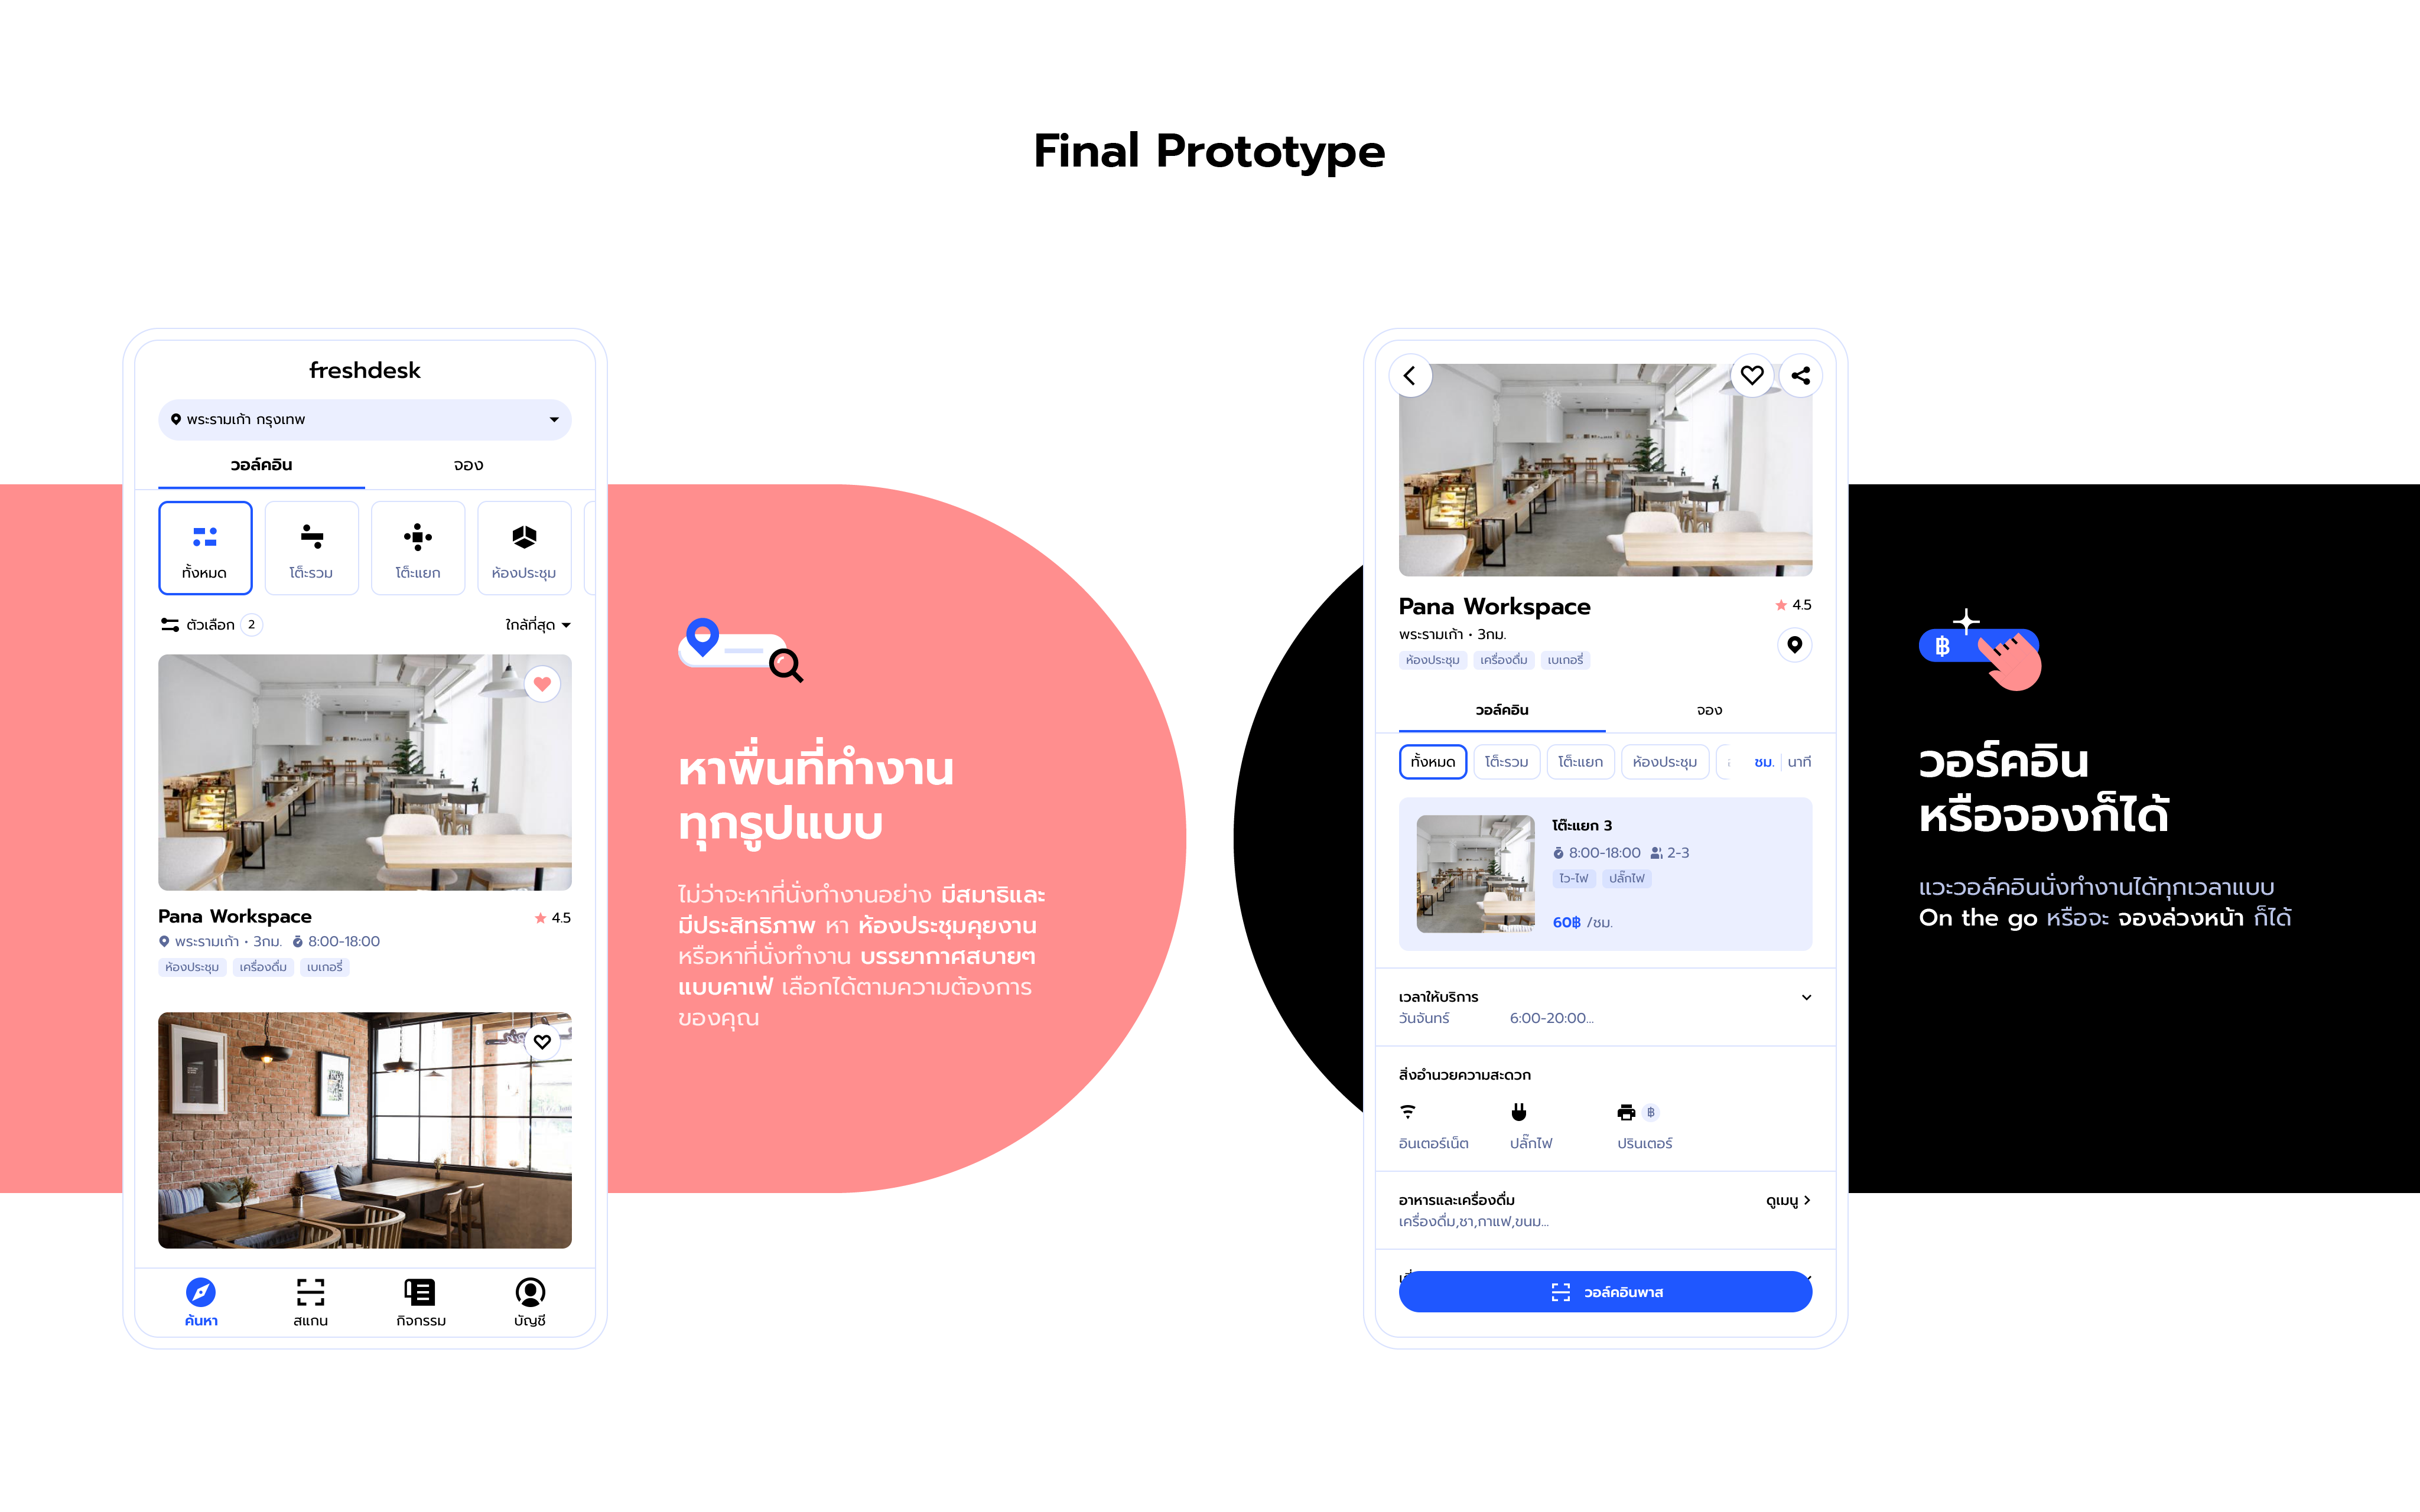 Final Prototype
freshdesk
พระรามเก้า กรุงเทพ
วอล์คอิน จอง
ทั้งหมด โต๊ะรวม โต๊ะแยก ห้องประชุม
ตัวเลือก 2 ใกล้ที่สุด
Pana Workspace 4.5
พระรามเก้า • 3กม. 8:00-18:00
ห้องประชุม เครื่องดื่ม เบเกอรี่
ค้นหา สแกน กิจกรรม บัญชี
หาพื่นที่ทำงาน
ทุกรูปแบบ
ไม่ว่าจะหาที่นั่งทำงานอย่าง มีสมาธิและ
มีประสิทธิภาพ หา ห้องประชุมคุยงาน
หรือหาที่นั่งทำงาน บรรยากาศสบายๆ
แบบคาเฟ่ เลือกได้ตามความต้องการ
ของคุณ
Pana Workspace 4.5
พระรามเก้า • 3กม.
ห้องประชุม เครื่องดื่ม เบเกอรี่
วอล์คอิน จอง
ทั้งหมด โต๊ะรวม โต๊ะแยก ห้องประชุม ชม. นาที
โต๊ะแยก 3
8:00-18:00 2-3
ไว-ไฟ ปลั๊กไฟ
60฿ /ชม.
เวลาให้บริการ
วันจันทร์ 6:00-20:00...
สิ่งอำนวยความสะดวก
฿
อินเตอร์เน็ต ปลั๊กไฟ ปรินเตอร์
อาหารและเครื่องดื่ม ดูเมนู
เครื่องดื่ม,ชา,กาแฟ,ขนม...
วอล์คอินพาส
฿
วอร์คอิน
หรือจองก็ได้
แวะวอล์คอินนั่งทำงานได้ทุกเวลาแบบ
On the go หรือจะ จองล่วงหน้า ก็ได้